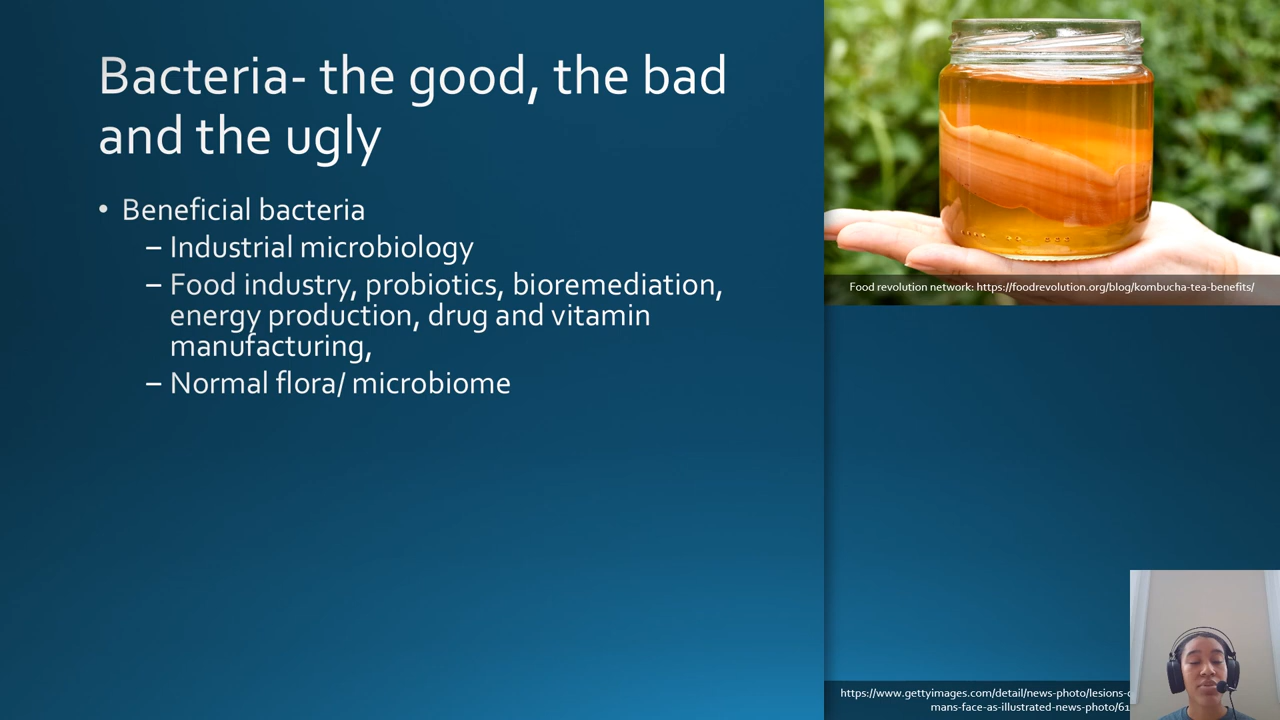 Bacteria- the good, the bad
and the ugly
• Beneficial bacteria
– Industrial microbiology
– Food industry, probiotics, bioremediation,
energy production, drug and vitamin
manufacturing,
– Normal flora/ microbiome
Food revolution network: https://foodrevolution.org/blog/kombucha-tea-benefits/
https://www.gettyimages.com/detail/news-photo/lesions-
mans-face-as-illustrated-news-photo/61